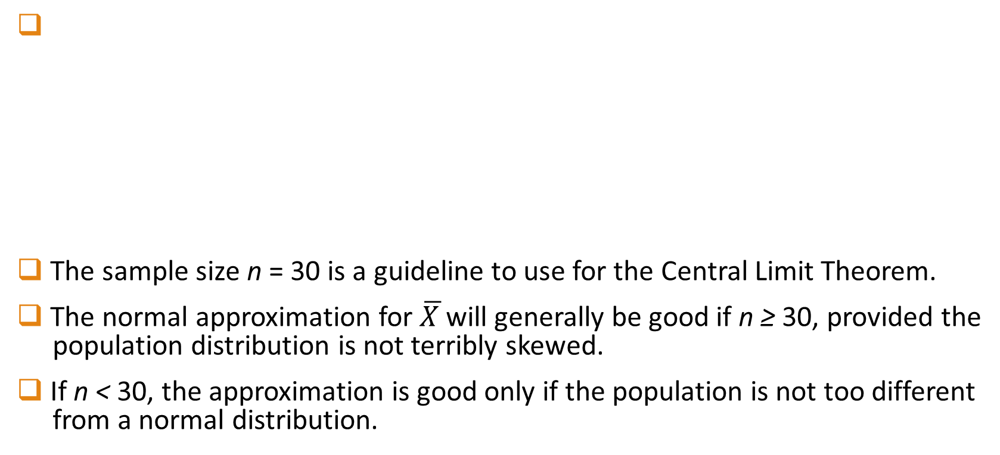 The sample size n = 30 is a guideline to use for the Central Limit Theorem.
The normal approximation for X̅ will generally be good if n ≥ 30, provided the
population distribution is not terribly skewed.
If n < 30, the approximation is good only if the population is not too different
from a normal distribution.